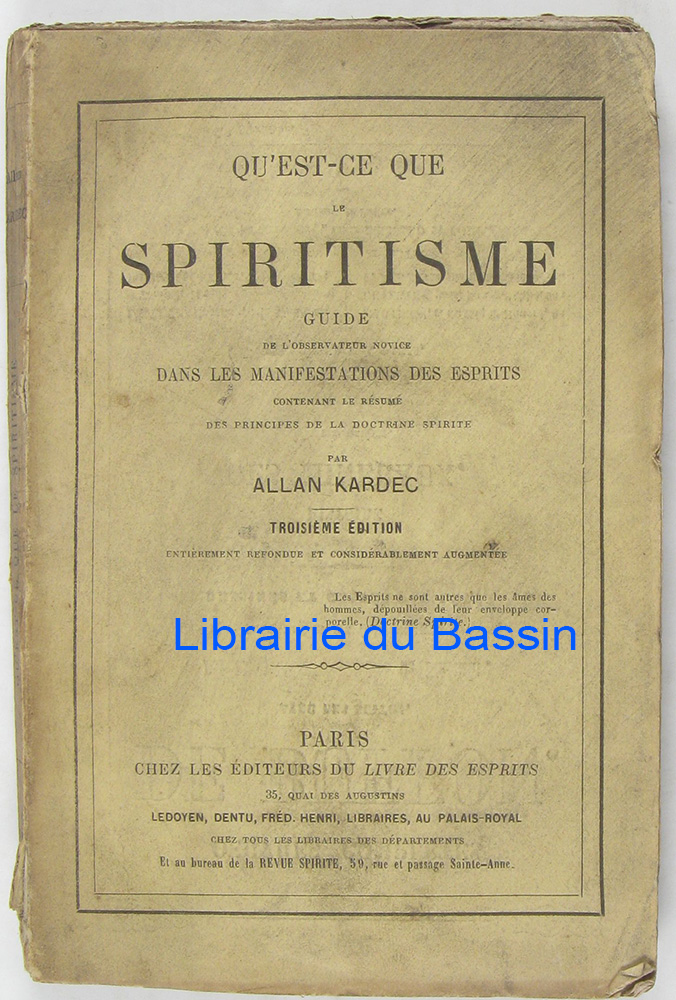 QU'EST-CE QUE
LE
SPIRITISME
GUIDE
DE L'OBSERVATEUR NOVICE
DANS LES MANIFESTATIONS DES ESPRITS
CONTENANT LE RÉSUMÉ
DES PRINCIPES DE LA DOCTRINE SPIRITE
PAR
ALLAN KARDEC
TROISIÈME ÉDITION
ENTIÈREMENT REFONDUE ET CONSIDÉRABLEMENT AUGMENTÉE
Les Esprits ne sont autres que les âmes des
hommes, dépouillées de leur enveloppe cor-
porelle. (Doctrine Spirite.)
Librairie du Bassin
PARIS
CHEZ LES ÉDITEURS DU LIVRE DES ESPRITS
35, QUAI DES AUGUSTINS
LEDOYEN, DENTU, FRÉD. HENRI, LIBRAIRES, AU PALAIS-ROYAL
CHEZ TOUS LES LIBRAIRES DES DÉPARTEMENTS
Et au bureau de la REVUE SPIRITE, 59, rue et passage Sainte-Anne.